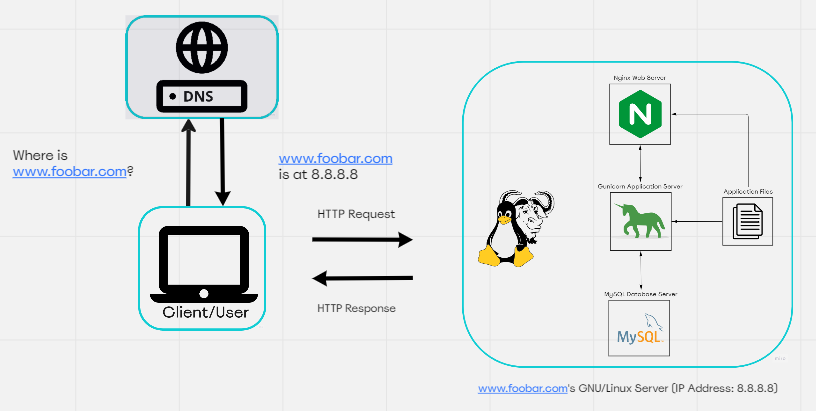 DNS
Where is
www.foobar.com?
www.foobar.com
is at 8.8.8.8
HTTP Request
HTTP Response
Client/User
Nginx Web Server
N
Gunicorn Application Server
Application Files
MySQL Database Server
MySQL
www.foobar.com's GNU/Linux Server (IP Address: 8.8.8.8)